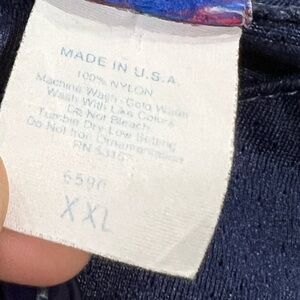 MADE IN U.S.A.
100% NYLON
Machine Wash - Cold Water
Wash With Like Colors
Do Not Bleach
Tumble Dry Low Setting
Do Not Iron Ornamentation
RN
XXL